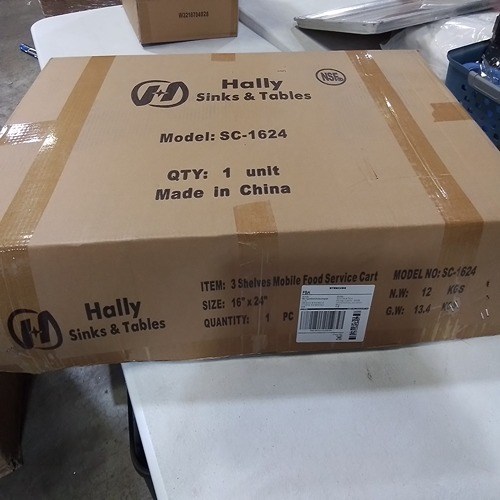 Hally
Sinks & Tables
NSF
Model: SC-1624
QTY: 1 unit
Made in China
Hally
Sinks & Tables
ITEM: 3 Shelves Mobile Food Service Cart
SIZE: 16"x24"
QUANTITY: 1 PC
MODEL NO: SC-1624
N.W: 12 KGS
G.W: 13.4